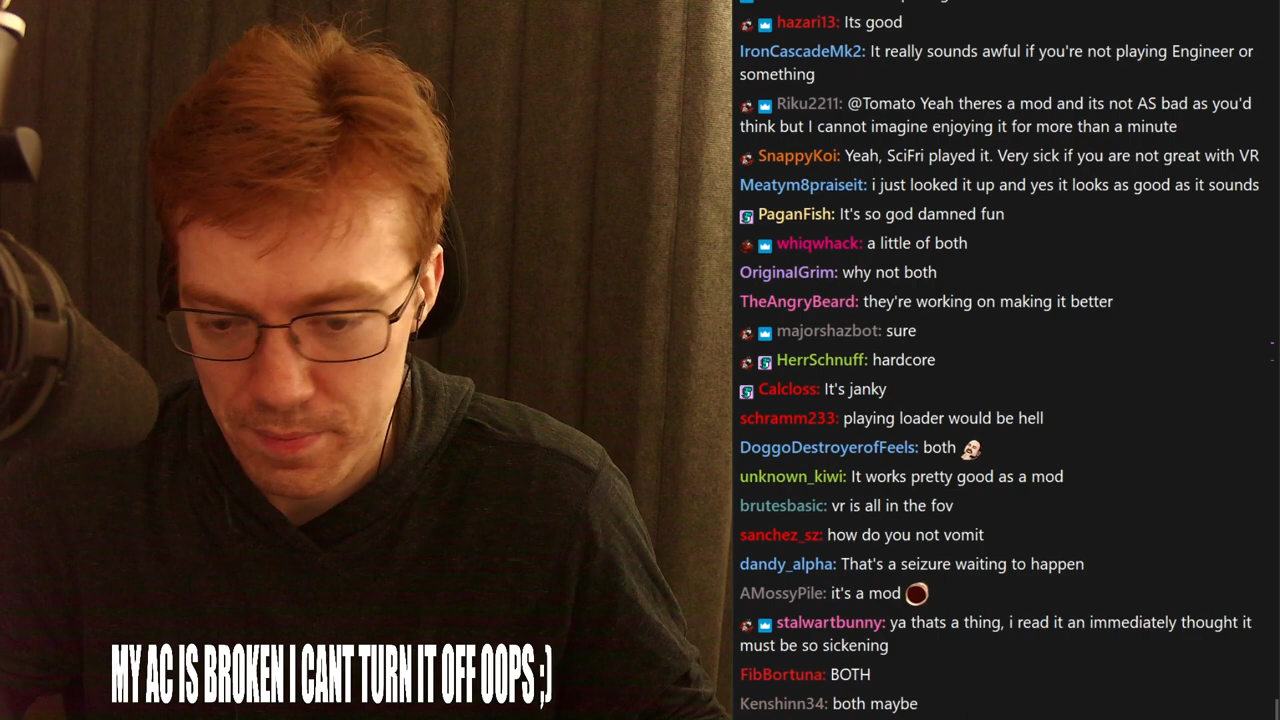 hazari13: Its good
IronCascadeMk2: It really sounds awful if you're not playing Engineer or
something
Riku2211: @Tomato Yeah theres a mod and its not AS bad as you'd
think but I cannot imagine enjoying it for more than a minute
SnappyKoi: Yeah, SciFri played it. Very sick if you are not great with VR
Meatym8praiseit: i just looked it up and yes it looks as good as it sounds
PaganFish: It's so god damned fun
whiqwhack: a little of both
OriginalGrim: why not both
TheAngryBeard: they're working on making it better
majorshazbot: sure
HerrSchnuff: hardcore
Calcloss: It's janky
schramm233: playing loader would be hell
DoggoDestroyerofFeels: both
unknown_kiwi: It works pretty good as a mod
brutesbasic: vr is all in the fov
sanchez_sz: how do you not vomit
dandy_alpha: That's a seizure waiting to happen
AMossyPile: it's a mod
stalwartbunny: ya thats a thing, i read it an immediately thought it
must be so sickening
FibBortuna: BOTH
Kenshinn34: both maybe
MY AC IS BROKEN I CANT TURN IT OFF OOPS ;)